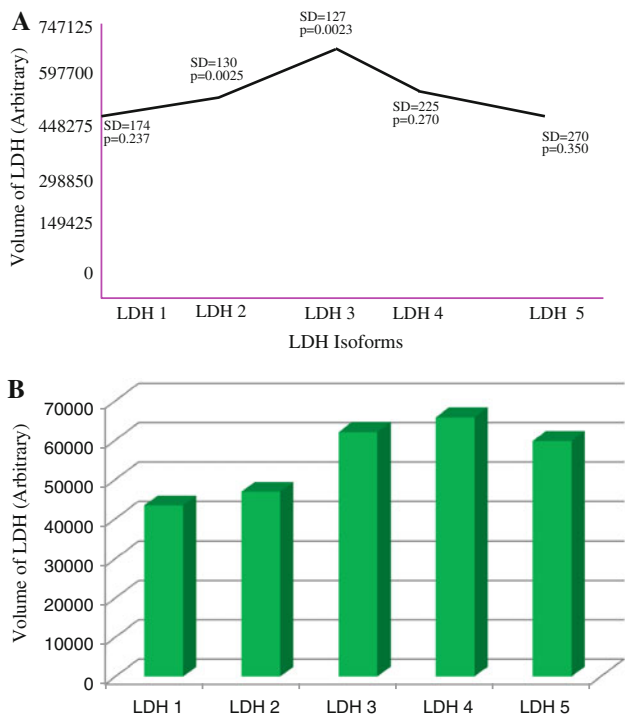 A
Volume of LDH (Arbitrary)
747125
597700
448275
298850
149425
0
SD=174
p=0.237
SD=130
p=0.0025
SD=127
p=0.0023
SD=225
p=0.270
SD=270
p=0.350
LDH 1
LDH 2
LDH 3
LDH 4
LDH 5
LDH Isoforms
B
Volume of LDH (Arbitrary)
70000
60000
50000
40000
30000
20000
10000
0
LDH 1
LDH 2
LDH 3
LDH 4
LDH 5